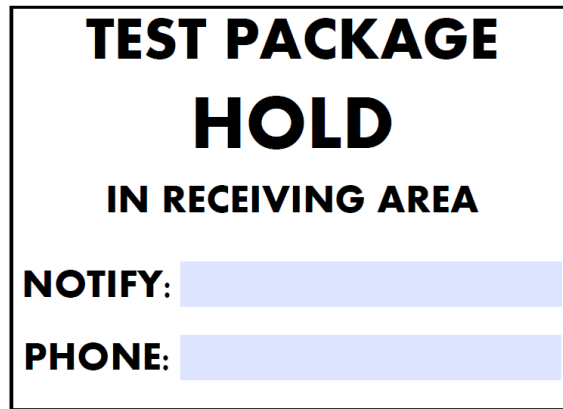 TEST PACKAGE
HOLD
IN RECEIVING AREA
NOTIFY:
PHONE: